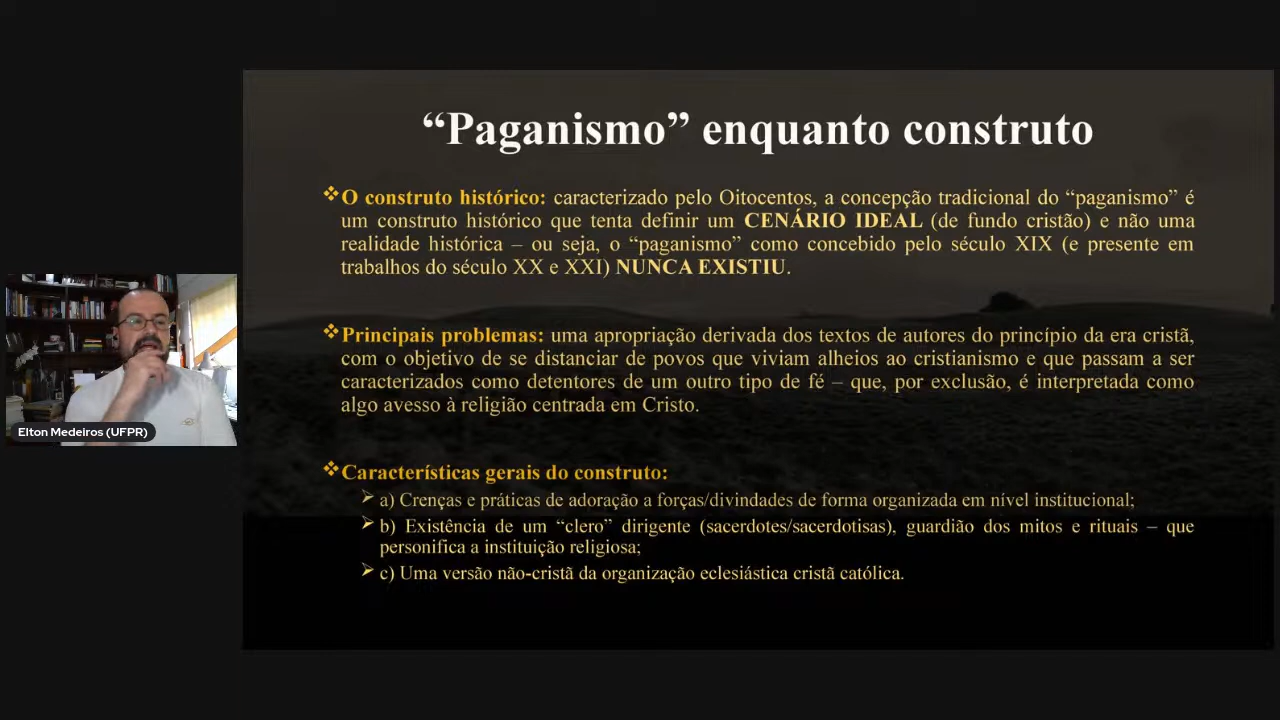 “Paganismo” enquanto construto
❖O construto histórico: caracterizado pelo Oitocentos, a concepção tradicional do “paganismo” é
um construto histórico que tenta definir um CENÁRIO IDEAL (de fundo cristão) e não uma
realidade histórica – ou seja, o “paganismo” como concebido pelo século XIX (e presente em
trabalhos do século XX e XXI) NUNCA EXISTIU.
❖Principais problemas: uma apropriação derivada dos textos de autores do princípio da era cristã,
com o objetivo de se distanciar de povos que viviam alheios ao cristianismo e que passam a ser
caracterizados como detentores de um outro tipo de fé – que, por exclusão, é interpretada como
algo avesso à religião centrada em Cristo.
❖Características gerais do construto:
➢ a) Crenças e práticas de adoração a forças/divindades de forma organizada em nível institucional;
➢ b) Existência de um “clero” dirigente (sacerdotes/sacerdotisas), guardião dos mitos e rituais – que
personifica a instituição religiosa;
➢ c) Uma versão não-cristã da organização eclesiástica cristã católica.
Elton Medeiros (UFPR)